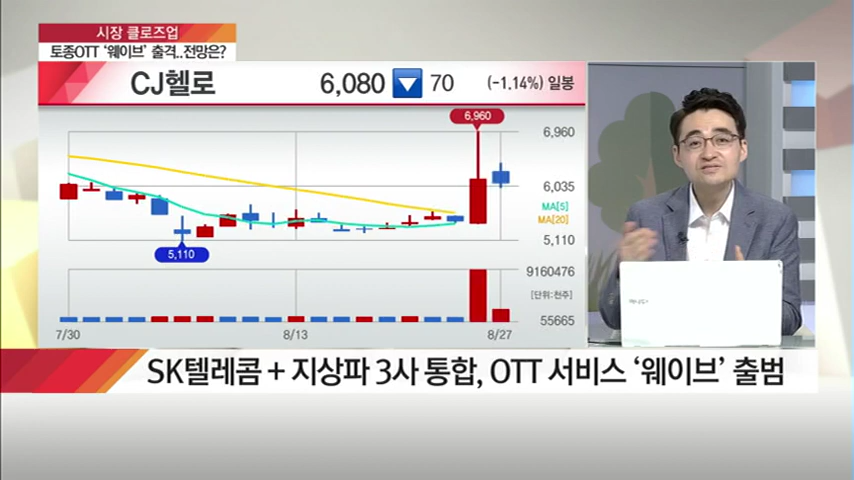 시장 클로즈업
토종OTT ‘웨이브’ 출격..전망은?
CJ헬로 6,080 ▼ 70 (-1.14%) 일봉
6,960
6,960
6,035
MA[5]
MA[20]
5,110
5,110
9160476
[단위:천주]
55665
7/30 8/13 8/27
SK텔레콤 + 지상파 3사 통합, OTT 서비스 ‘웨이브’ 출범